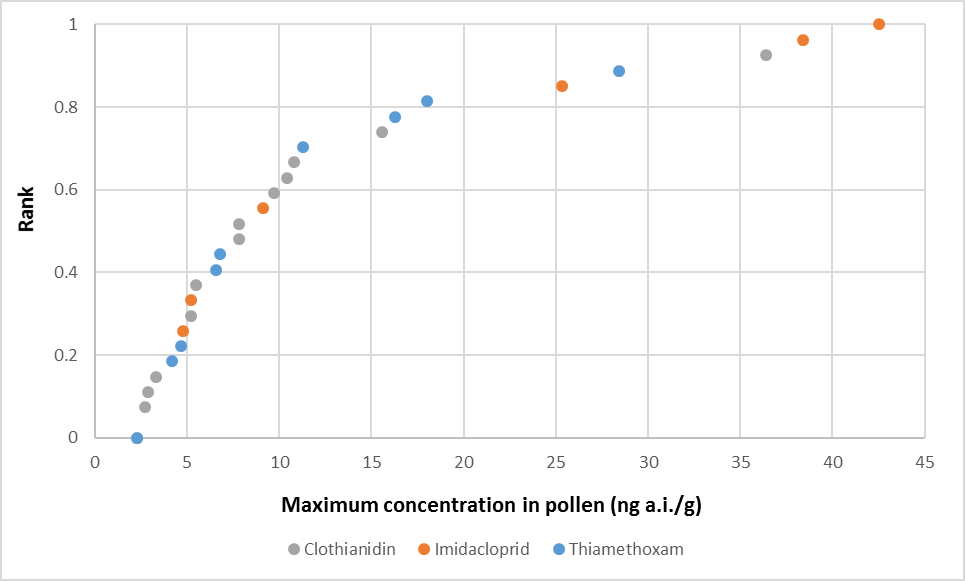 1
0.8
0.6
0.4
0.2
0
Rank
0 5 10 15 20 25 30 35 40 45
Maximum concentration in pollen (ng a.i./g)
Clothianidin Imidacloprid Thiamethoxam